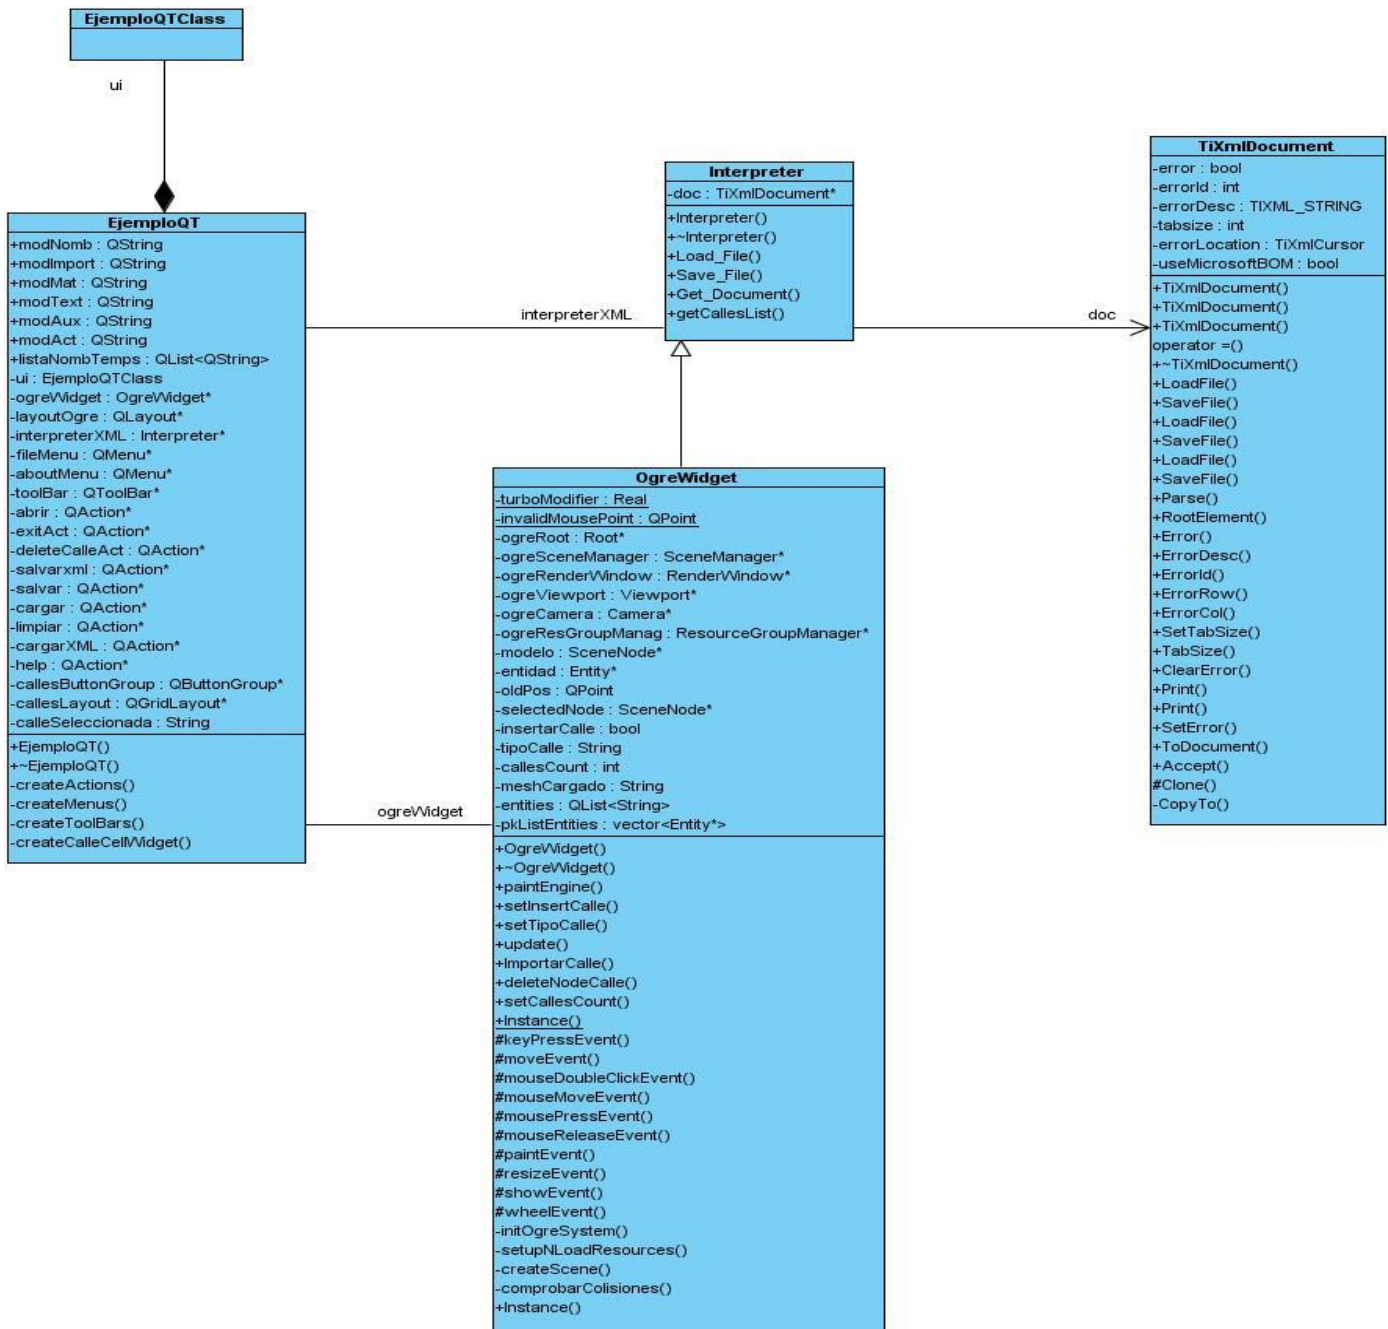 EjemploQTClass
ui
EjemploQT
+modNomb : QString
+modImport : QString
+modMat : QString
+modText : QString
+modAux : QString
+modAct : QString
+listaNombTemps : QList<QString>
-ui : EjemploQTClass
-ogreWidget : OgreWidget*
-layoutOgre : QLayout*
-interpreterXML : Interpreter*
-fileMenu : QMenu*
-aboutMenu : QMenu*
-toolBar : QToolBar*
-abrir : QAction*
-exitAct : QAction*
-deleteCalleAct : QAction*
-salvarxml : QAction*
-salvar : QAction*
-cargar : QAction*
-limpiar : QAction*
-cargarXML : QAction*
-help : QAction*
-callesButtonGroup : QButtonGroup*
-callesLayout : QGridLayout*
-calleSeleccionada : String
+EjemploQT()
+~EjemploQT()
-createActions()
-createMenus()
-createToolBars()
-createCalleCellWidget()
interpreterXML
ogreWidget
Interpreter
-doc : TiXmlDocument*
+Interpreter()
+~Interpreter()
+Load_File()
+Save_File()
+Get_Document()
+getCallesList()
doc
OgreWidget
-turboModifier : Real
-invalidMousePoint : QPoint
-ogreRoot : Root*
-ogreSceneManager : SceneManager*
-ogreRenderWindow : RenderWindow*
-ogreViewport : Viewport*
-ogreCamera : Camera*
-ogreResGroupManag : ResourceGroupManager*
-modelo : SceneNode*
-entidad : Entity*
-oldPos : QPoint
-selectedNode : SceneNode*
-insertarCalle : bool
-tipoCalle : String
-callesCount : int
-meshCargado : String
-entities : QList<String>
-pkListEntities : vector<Entity*>
+OgreWidget()
+~OgreWidget()
+paintEngine()
+setInsertCalle()
+setTipoCalle()
+update()
+ImportarCalle()
+deleteNodeCalle()
+setCallesCount()
+Instance()
#keyPressEvent()
#moveEvent()
#mouseDoubleClickEvent()
#mouseMoveEvent()
#mousePressEvent()
#mouseReleaseEvent()
#paintEvent()
#resizeEvent()
#showEvent()
#wheelEvent()
-initOgreSystem()
-setupNLoadResources()
-createScene()
-comprobarColisiones()
+Instance()
TiXmlDocument
-error : bool
-errorId : int
-errorDesc : TIXML_STRING
-tabsize : int
-errorLocation : TiXmlCursor
-useMicrosoftBOM : bool
+TiXmlDocument()
+TiXmlDocument()
+TiXmlDocument()
operator =()
+~TiXmlDocument()
+LoadFile()
+SaveFile()
+LoadFile()
+SaveFile()
+LoadFile()
+SaveFile()
+Parse()
+RootElement()
+Error()
+ErrorDesc()
+ErrorId()
+ErrorRow()
+ErrorCol()
+SetTabSize()
+TabSize()
+ClearError()
+Print()
+Print()
+SetError()
+ToDocument()
+Accept()
#Clone()
-CopyTo()